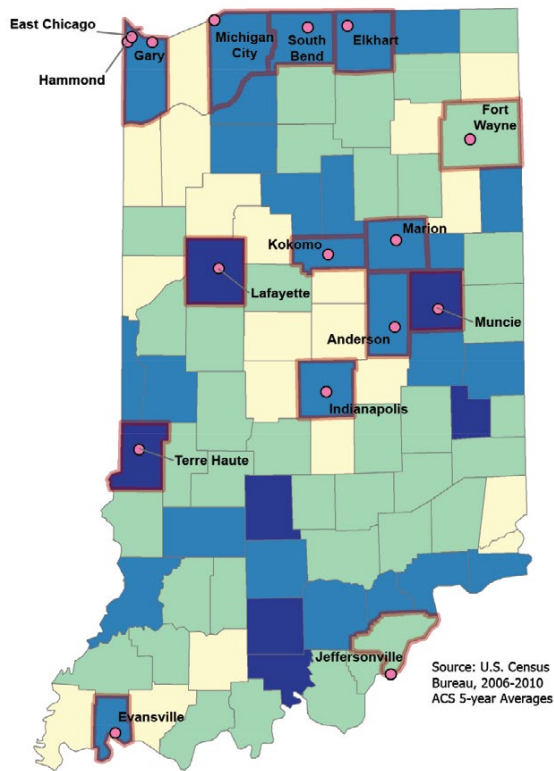 East Chicago
Hammond
Gary
Michigan
City
South
Bend
Elkhart
Fort
Wayne
Kokomo
Marion
Lafayette
Anderson
Muncie
Indianapolis
Terre Haute
Jeffersonville
Evansville
Source: U.S. Census
Bureau, 2006-2010
ACS 5-year Averages